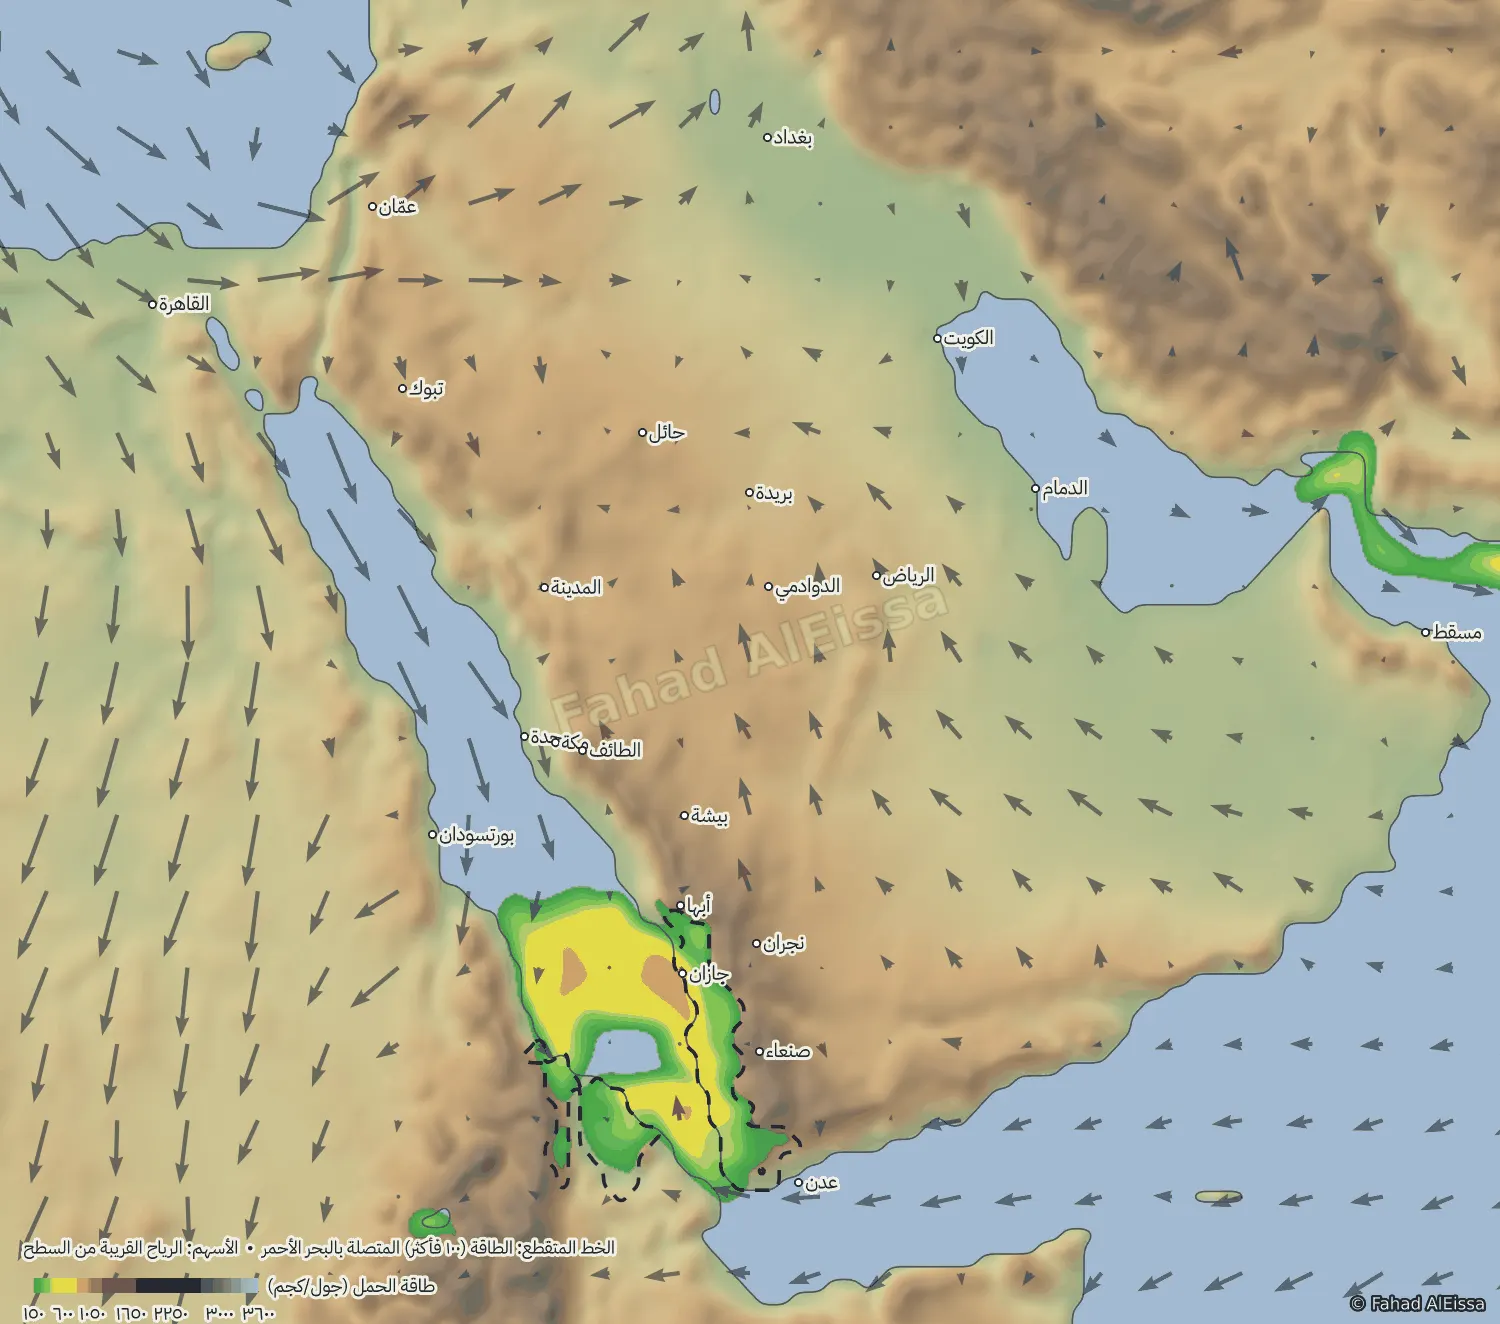 بغداد
عمّان
القاهرة
الكويت
تبوك
حائل
الدمام
بريدة
الرياض
الدوادمي
المدينة
مسقط
Fahad AlEissa
جدة
مكة
الطائف
بيشة
بورتسودان
أبها
نجران
جازان
صنعاء
عدن
الخط المتقطع: الطاقة (١٠٠ فأكثر) المتصلة بالبحر الأحمر • الأسهم: الرياح القريبة من السطح
طاقة الحمل (جول/كجم)
١٥٠ ٦٠٠ ١٠٥٠ ١٦٥٠ ٢٢٥٠ ٣٠٠٠ ٣٦٠٠
© Fahad AlEissa